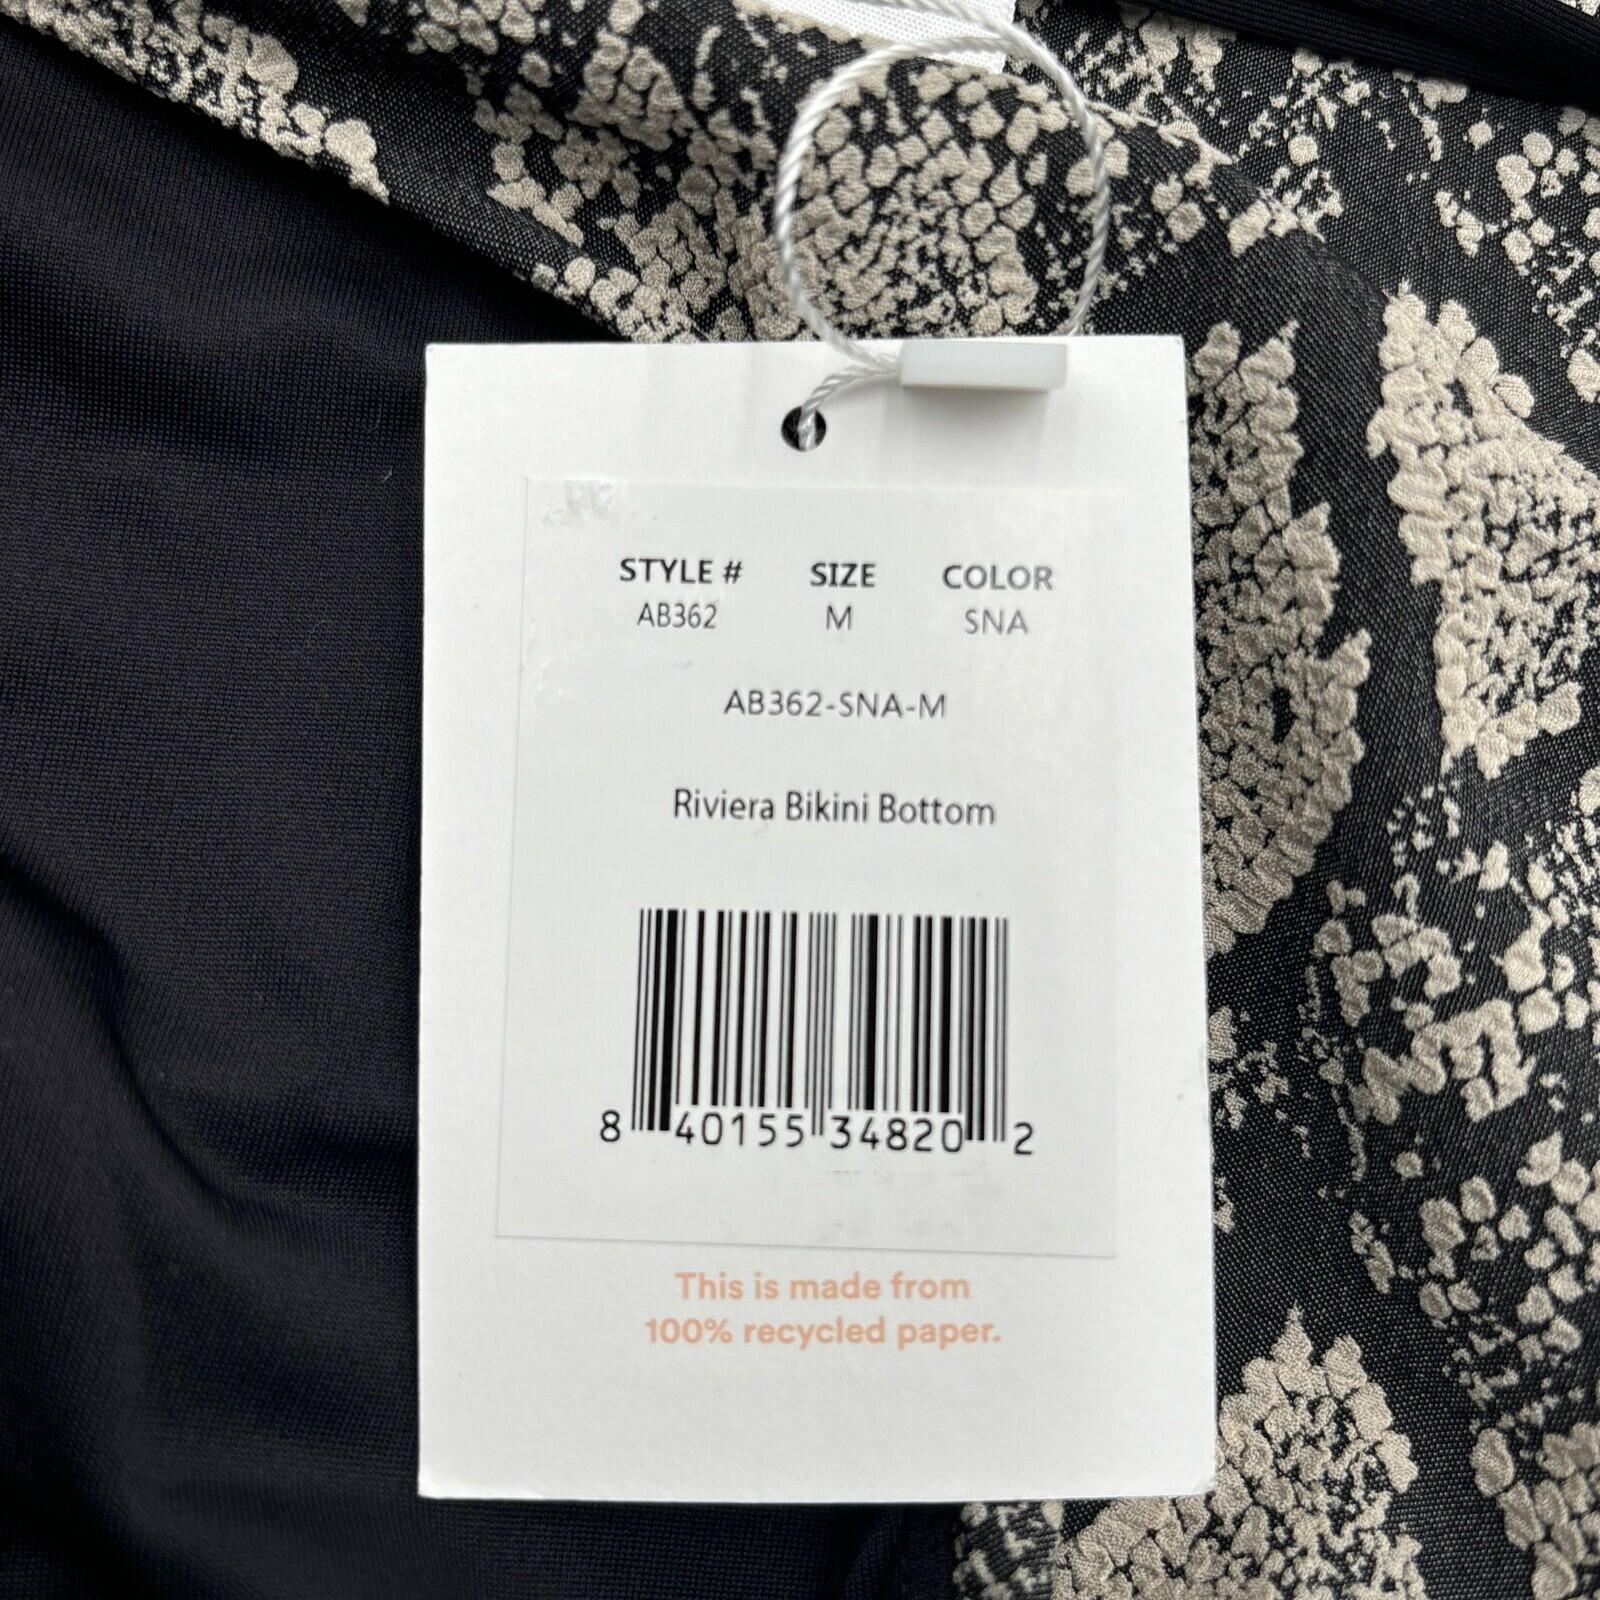 STYLE # SIZE COLOR
AB362 M SNA
AB362-SNA-M
Riviera Bikini Bottom
8 40155 34820 2
This is made from
100% recycled paper.